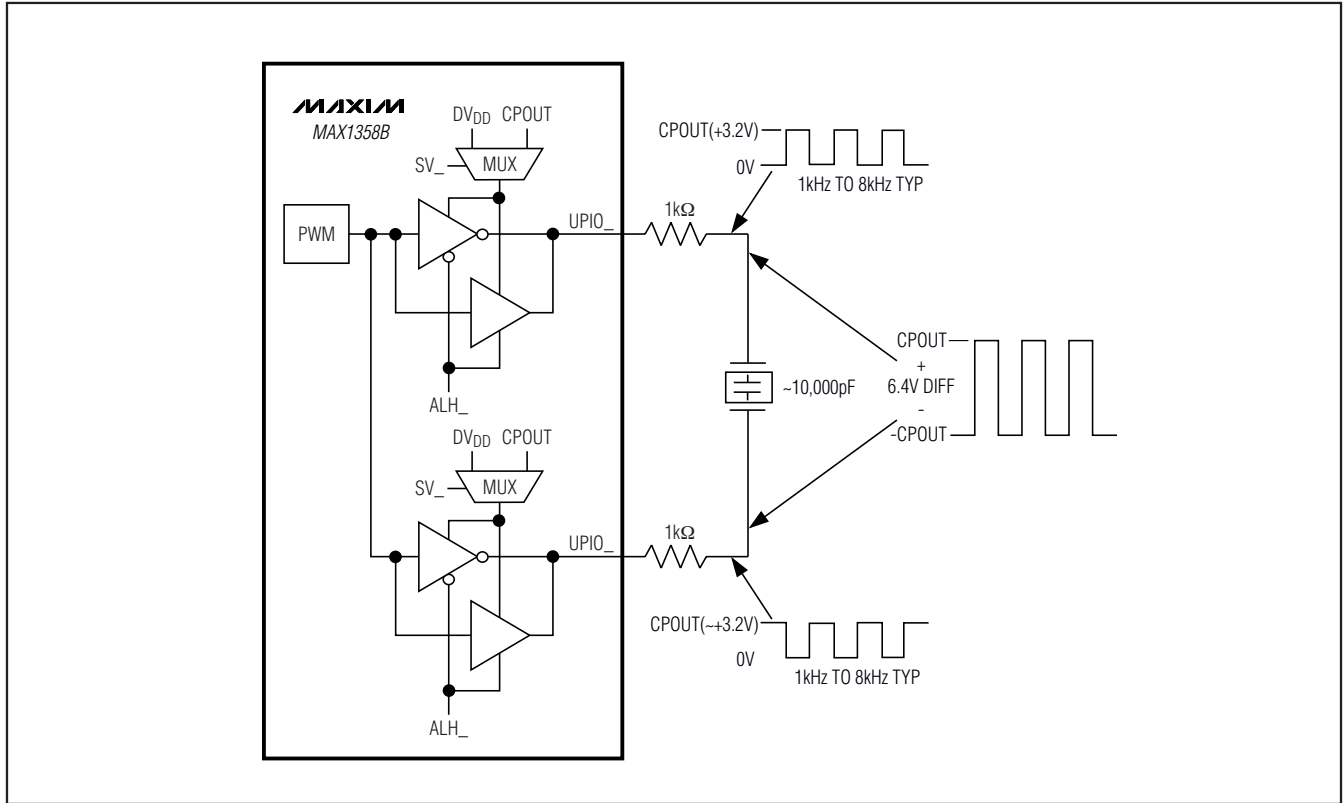 MAXIM
MAX1358B
DVDD CPOUT
SV_ MUX
PWM
UPIO_
1kΩ
ALH_
CPOUT(+3.2V)
0V
1kHz TO 8kHz TYP
~10,000pF
CPOUT
+
6.4V DIFF
-
-CPOUT
DVDD CPOUT
SV_ MUX
UPIO_
1kΩ
ALH_
CPOUT(~+3.2V)
0V
1kHz TO 8kHz TYP